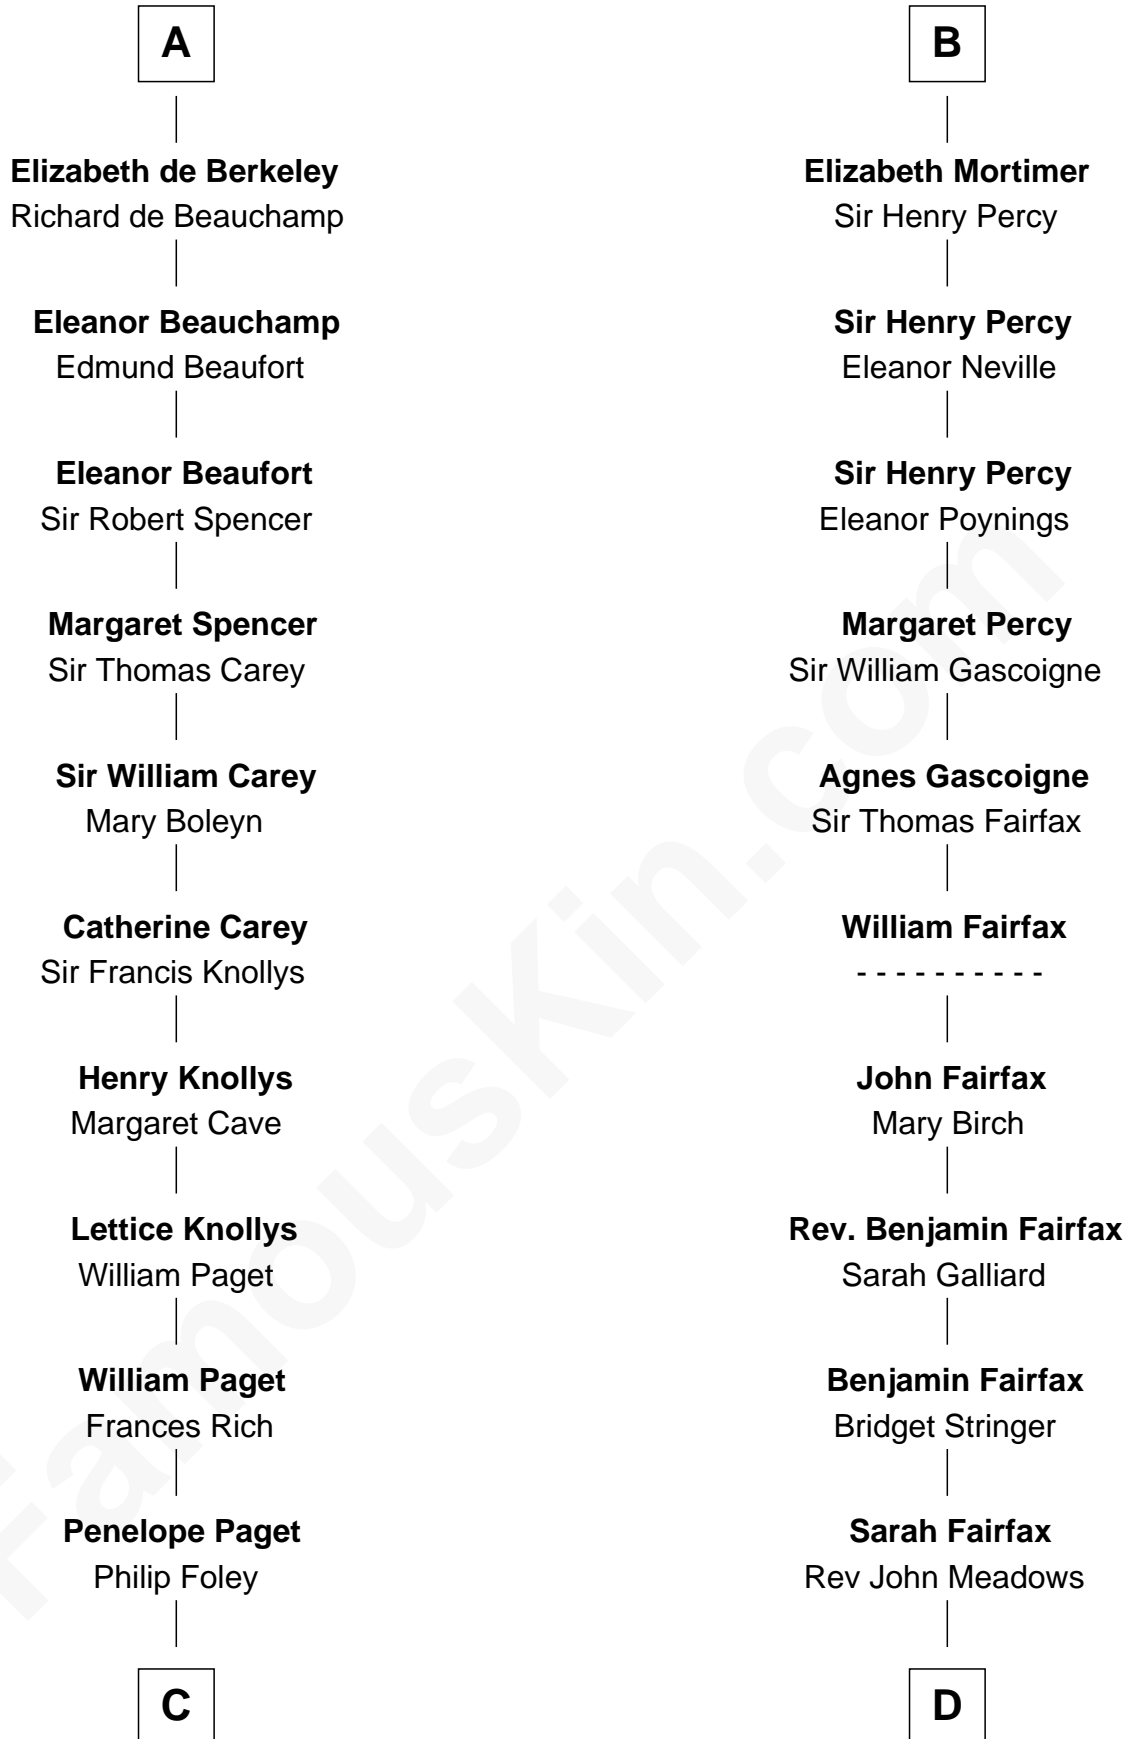 A
Elizabeth de Berkeley
Richard de Beauchamp
Eleanor Beauchamp
Edmund Beaufort
Eleanor Beaufort
Sir Robert Spencer
Margaret Spencer
Sir Thomas Carey
Sir William Carey
Mary Boleyn
Catherine Carey
Sir Francis Knollys
Henry Knollys
Margaret Cave
Lettice Knollys
William Paget
William Paget
Frances Rich
Penelope Paget
Philip Foley
C
B
Elizabeth Mortimer
Sir Henry Percy
Sir Henry Percy
Eleanor Neville
Sir Henry Percy
Eleanor Poynings
Margaret Percy
Sir William Gascoigne
Agnes Gascoigne
Sir Thomas Fairfax
William Fairfax
- - - - - - - - - -
John Fairfax
Mary Birch
Rev. Benjamin Fairfax
Sarah Galliard
Benjamin Fairfax
Bridget Stringer
Sarah Fairfax
Rev John Meadows
D
FamousKin.com